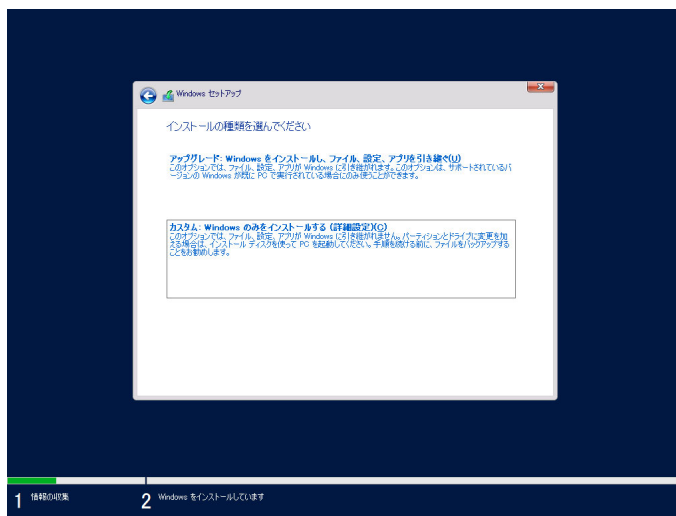 Windows セットアップ
インストールの種類を選んでください
アップグレード: Windows をインストールし、ファイル、設定、アプリを引き継ぐ(U)
このオプションでは、ファイル、設定、アプリが Windows に引き継がれます。このオプションは、サポートされているバ
ージョンの Windows が既に PC で実行されている場合にのみ使うことができます。
カスタム: Windows のみをインストールする (詳細設定)(C)
このオプションでは、ファイル、設定、アプリが Windows に引き継がれません。パーティションとドライブに変更を加
える場合は、インストール ディスクを使って PC を起動してください。手順を続ける前に、ファイルをバックアップする
ことをお勧めします。
1 情報の収集
2 Windows をインストールしています